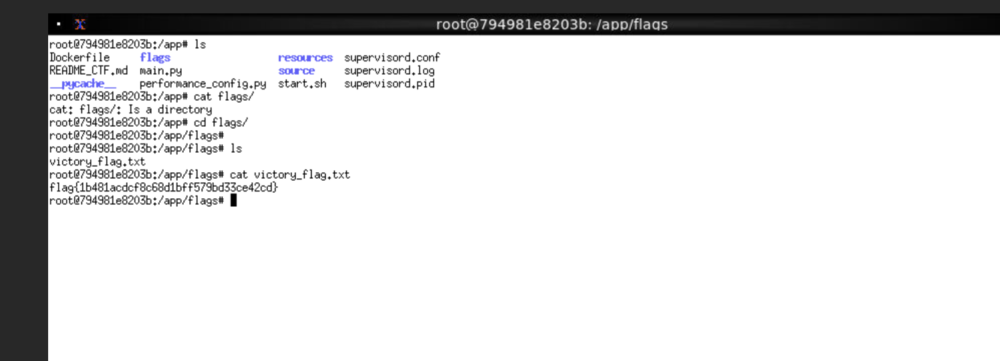 root@794981e8203b: /app/flags
root@794981e8203b:/app# ls
Dockerfile flags resources supervisord.conf
README_CTF.md main.py source supervisord.log
__pycache__ performance_config.py start.sh supervisord.pid
root@794981e8203b:/app# cat flags/
cat: flags/: Is a directory
root@794981e8203b:/app# cd flags/
root@794981e8203b:/app/flags#
root@794981e8203b:/app/flags# ls
victory_flag.txt
root@794981e8203b:/app/flags# cat victory_flag.txt
flag{1b481acdcf8c68d1bff579bd33ce42cd}
root@794981e8203b:/app/flags#